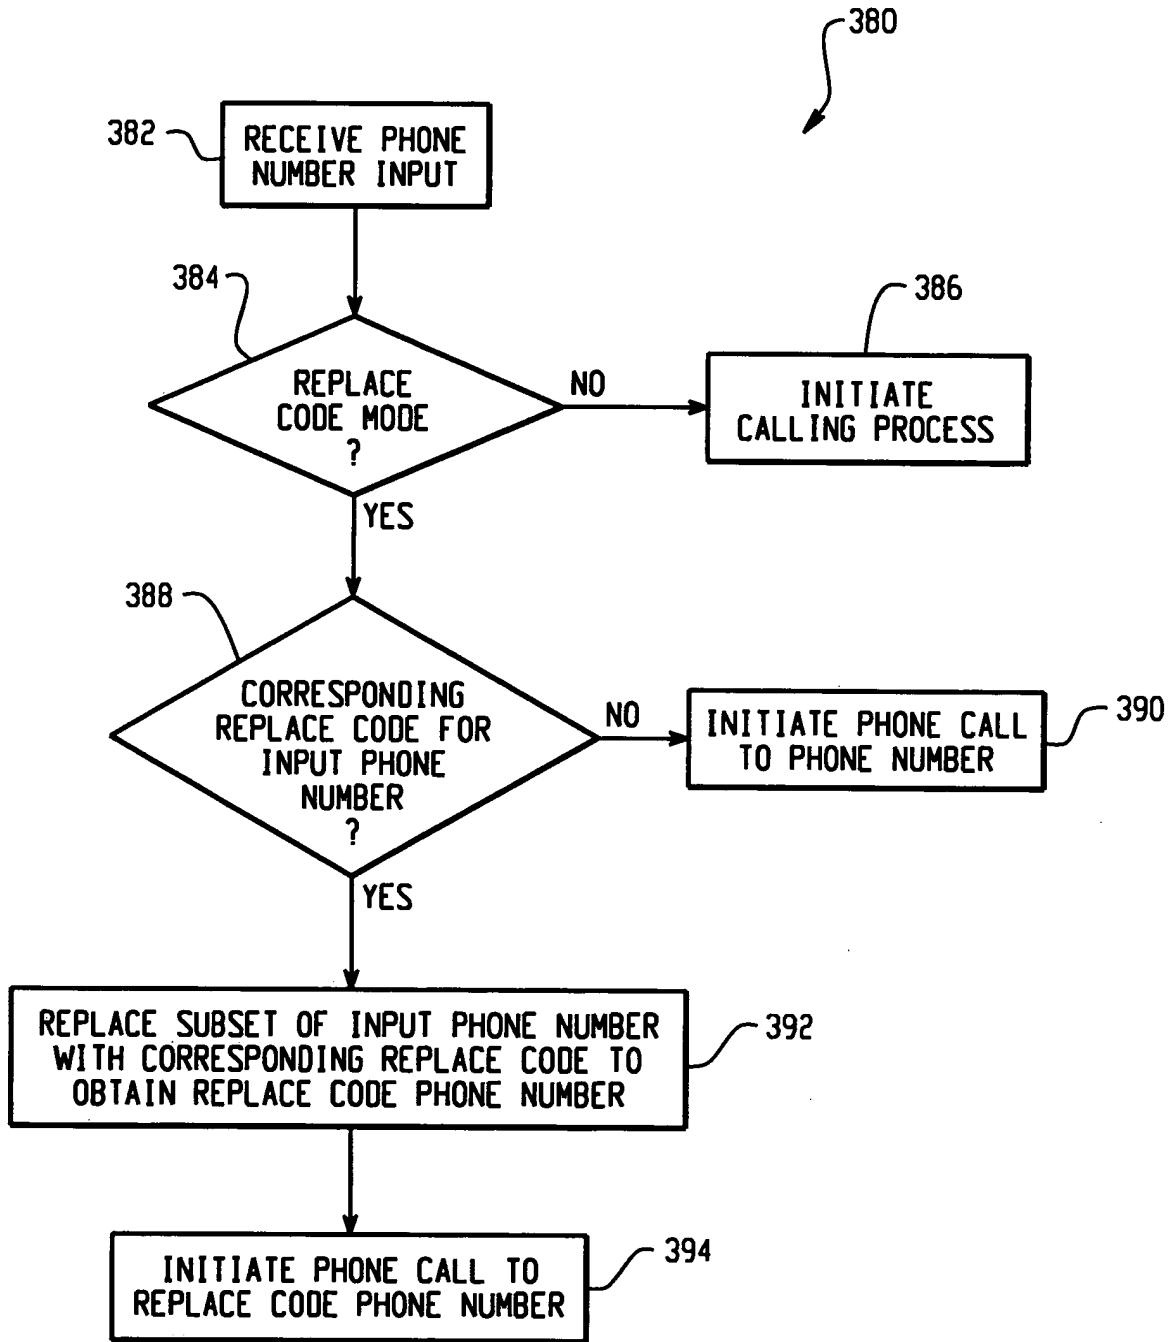 380
382
RECEIVE PHONE
NUMBER INPUT
384
REPLACE
CODE MODE
?
NO
386
INITIATE
CALLING PROCESS
YES
388
CORRESPONDING
REPLACE CODE FOR
INPUT PHONE
NUMBER
?
NO
INITIATE PHONE CALL
TO PHONE NUMBER
390
YES
REPLACE SUBSET OF INPUT PHONE NUMBER
WITH CORRESPONDING REPLACE CODE TO
OBTAIN REPLACE CODE PHONE NUMBER
392
INITIATE PHONE CALL TO
REPLACE CODE PHONE NUMBER
394